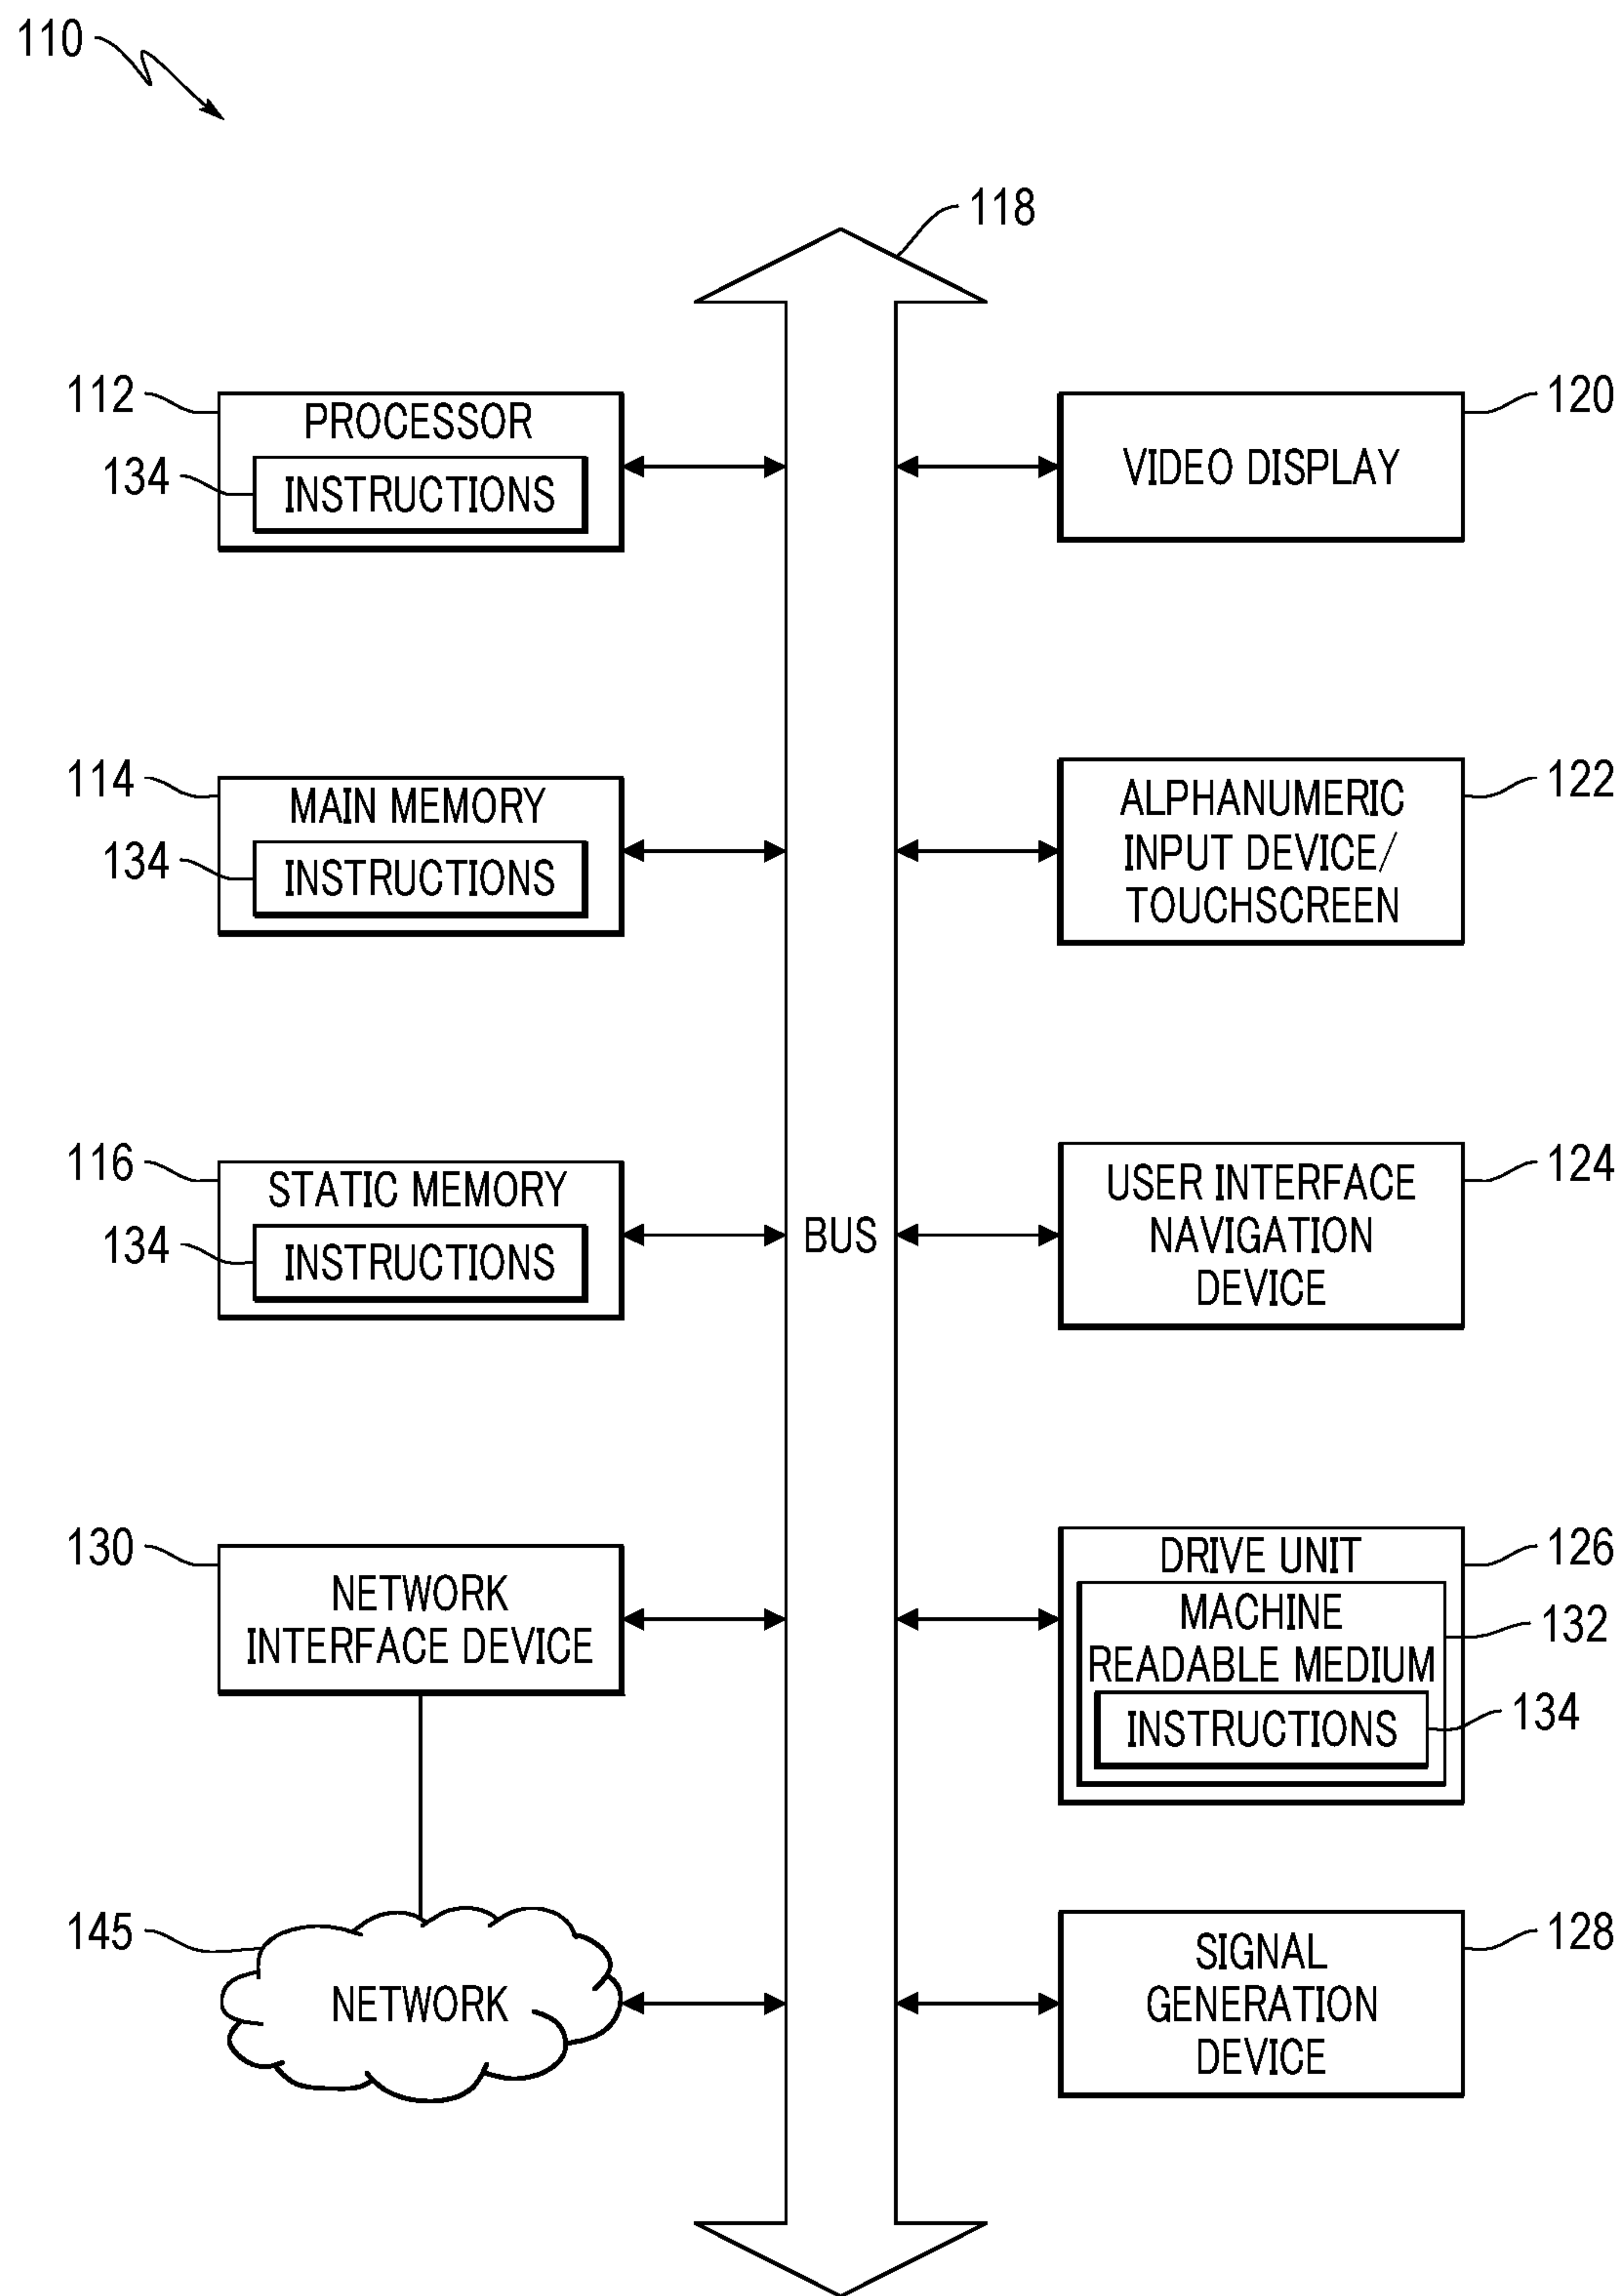 110
118
112
PROCESSOR
134
INSTRUCTIONS
120
VIDEO DISPLAY
114
MAIN MEMORY
134
INSTRUCTIONS
122
ALPHANUMERIC
INPUT DEVICE/
TOUCHSCREEN
116
STATIC MEMORY
134
INSTRUCTIONS
BUS
124
USER INTERFACE
NAVIGATION
DEVICE
130
NETWORK
INTERFACE DEVICE
126
DRIVE UNIT
132
MACHINE
READABLE MEDIUM
134
INSTRUCTIONS
145
NETWORK
128
SIGNAL
GENERATION
DEVICE